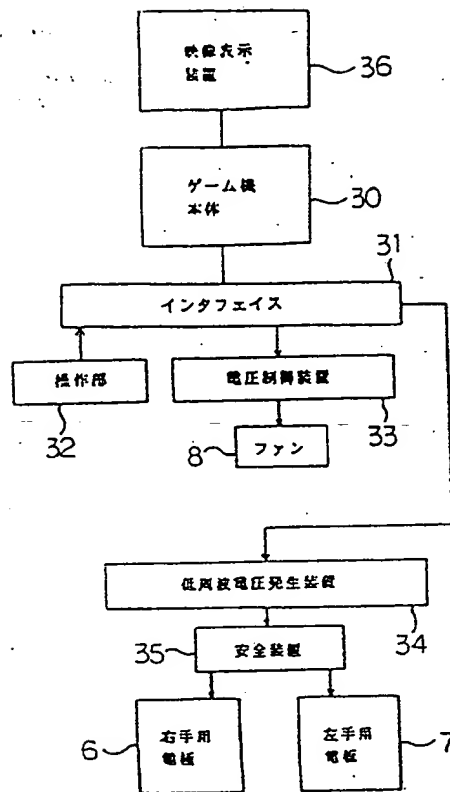 映像表示
装置
36
ゲーム機
本体
30
31
インタフェイス
操作部
32
電圧制御装置
33
8
ファン
低周波電圧発生装置
34
35
安全装置
6
右手用
電極
左手用
電極
7